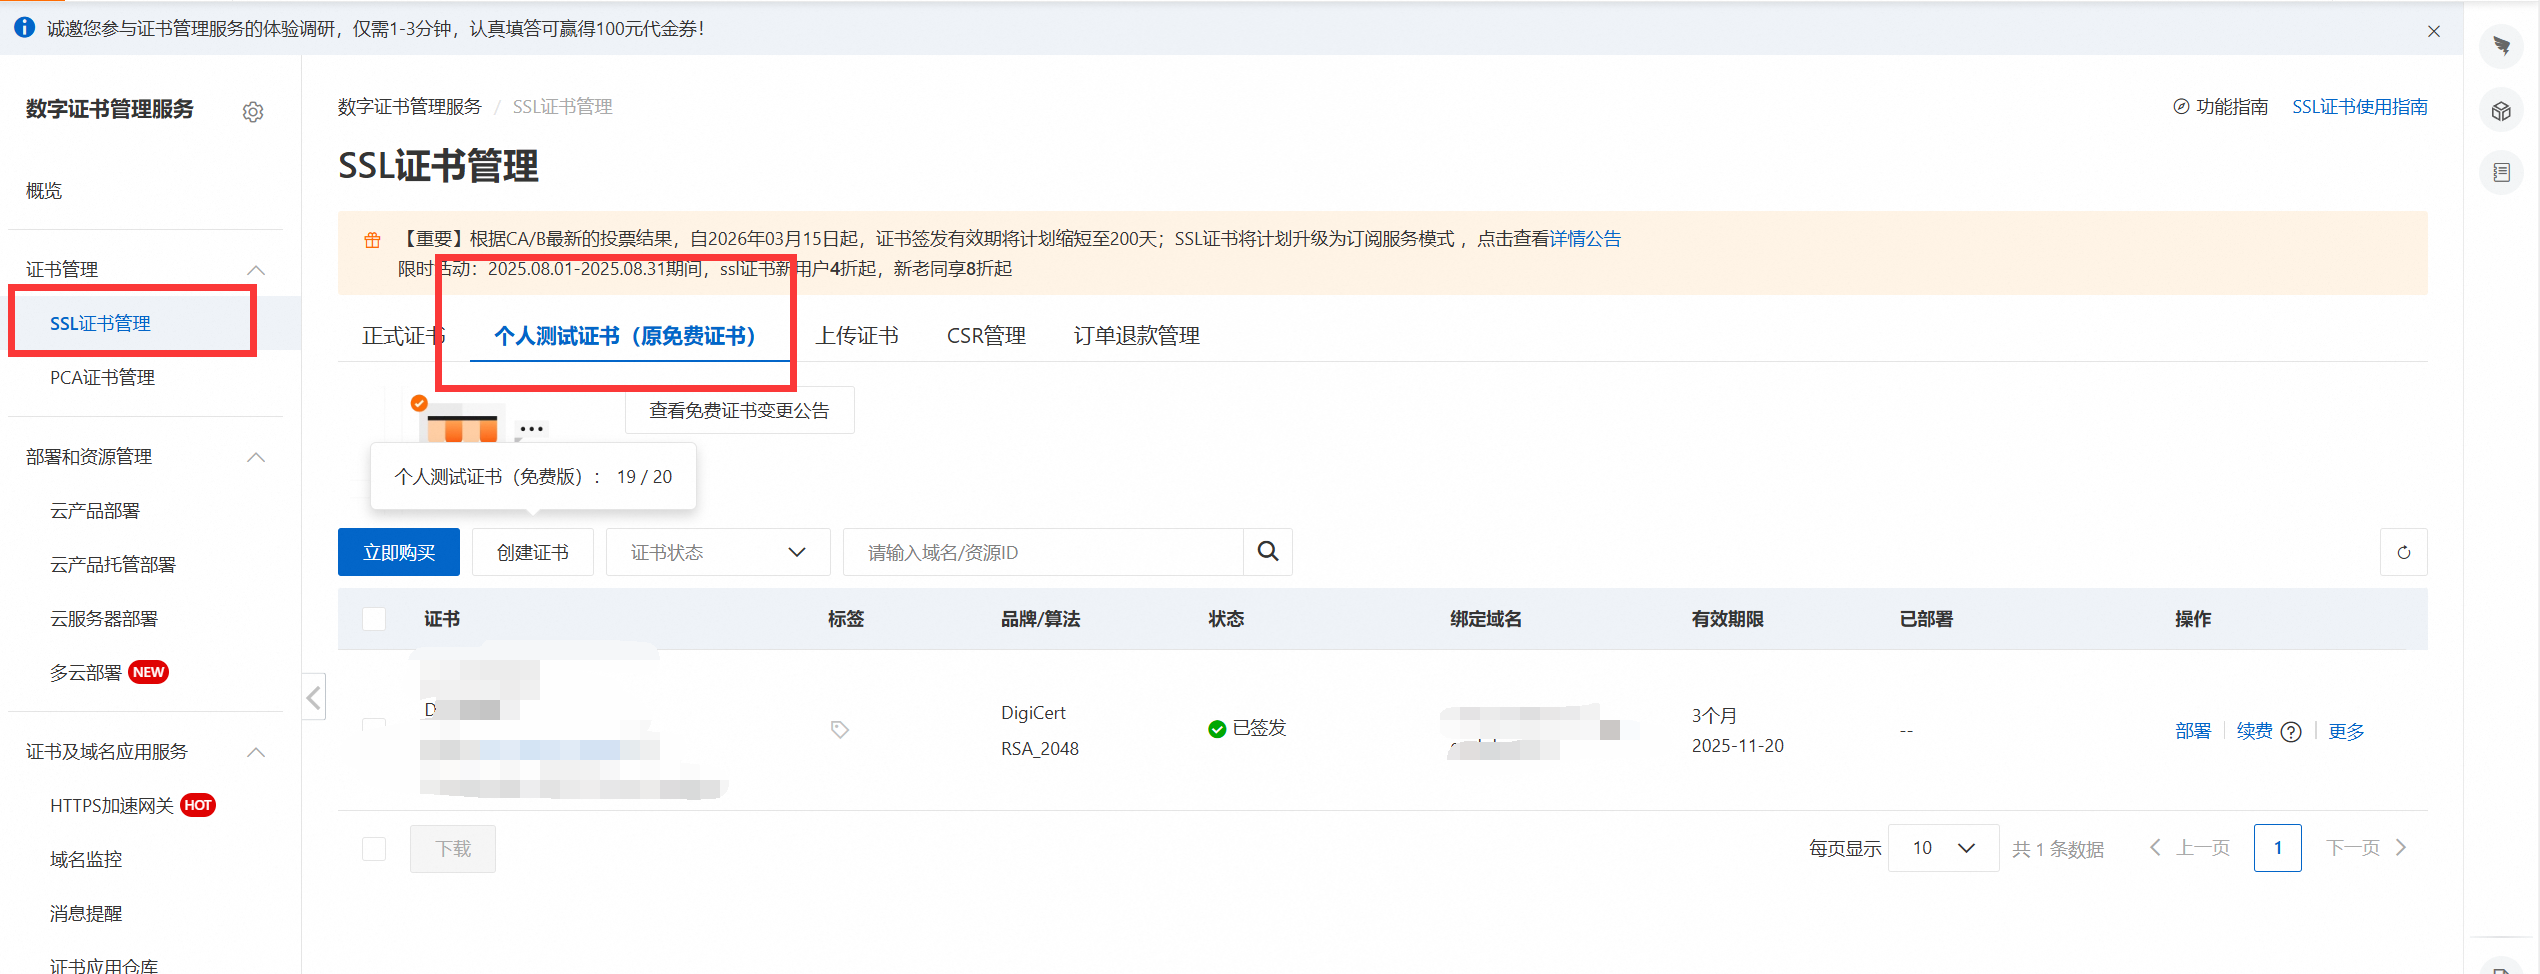 诚邀您参与证书管理服务的体验调研，仅需1-3分钟，认真填答可赢得100元代金券！
数字证书管理服务
概览
证书管理
SSL证书管理
PCA证书管理
部署和资源管理
云产品部署
云产品托管部署
云服务器部署
多云部署 NEW
证书及域名应用服务
HTTPS加速网关 HOT
域名监控
消息提醒
证书应用仓库
数字证书管理服务 / SSL证书管理
功能指南 SSL证书使用指南
SSL证书管理
【重要】根据CA/B最新的投票结果，自2026年03月15日起，证书签发有效期将计划缩短至200天；SSL证书将计划升级为订阅服务模式 ，点击查看详情公告
限时活动：2025.08.01-2025.08.31期间，ssl证书新用户4折起，新老同享8折起
正式证书 个人测试证书（原免费证书） 上传证书 CSR管理 订单退款管理
查看免费证书变更公告
个人测试证书（免费版）： 19 / 20
立即购买 创建证书 证书状态 请输入域名/资源ID
证书 标签 品牌/算法 状态 绑定域名 有效期限 已部署 操作
DigiCert
RSA_2048
已签发
3个月
2025-11-20
--
部署 续费 更多
下载
每页显示 10 共 1 条数据 上一页 1 下一页